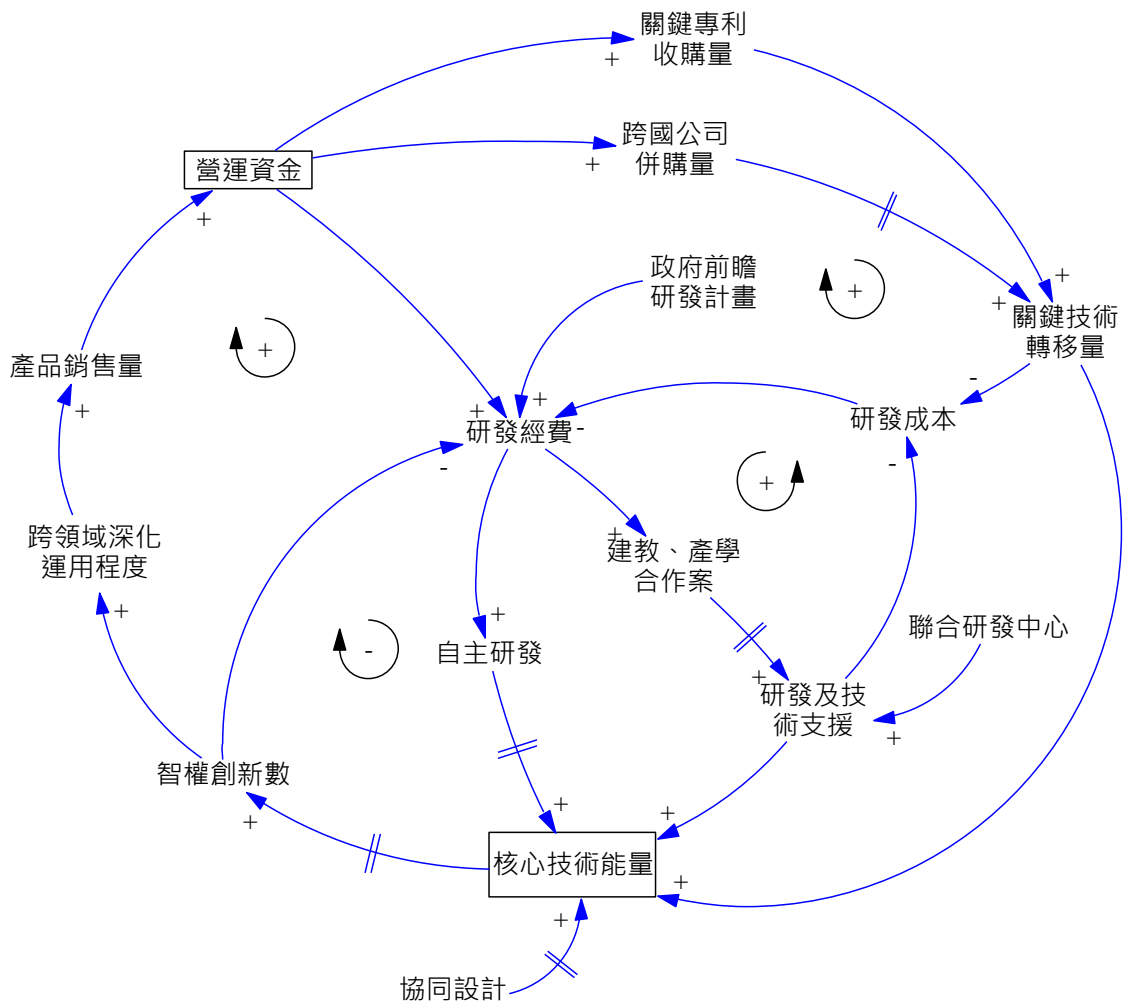 關鍵專利
收購量
+
跨國公司
併購量
+
營運資金
+
政府前瞻
研發計畫
+
+
+
關鍵技術
轉移量
+
產品銷售量
+
-
研發成本
+
+
研發經費
-
-
-
+
跨領域深化
運用程度
+
+
建教、產學
合作案
+
自主研發
聯合研發中心
-
+
研發及技
術支援
+
智權創新數
+
+
+
核心技術能量
+
+
協同設計